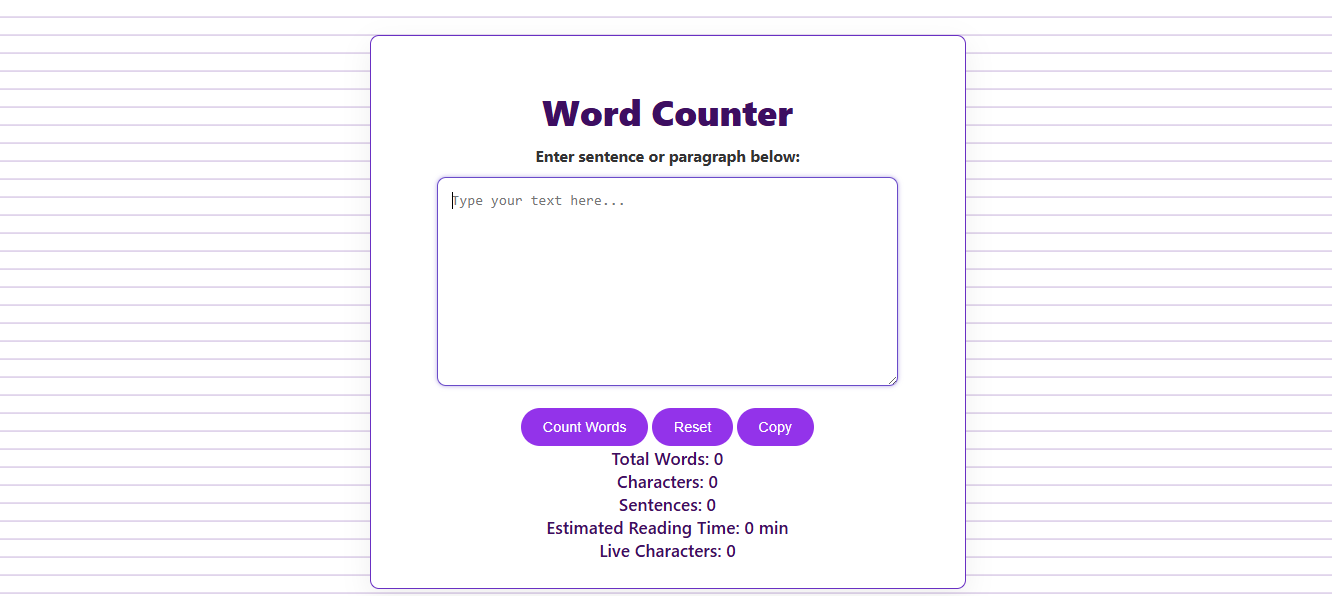 Word Counter
Enter sentence or paragraph below:
Type your text here...
Count Words Reset Copy
Total Words: 0
Characters: 0
Sentences: 0
Estimated Reading Time: 0 min
Live Characters: 0